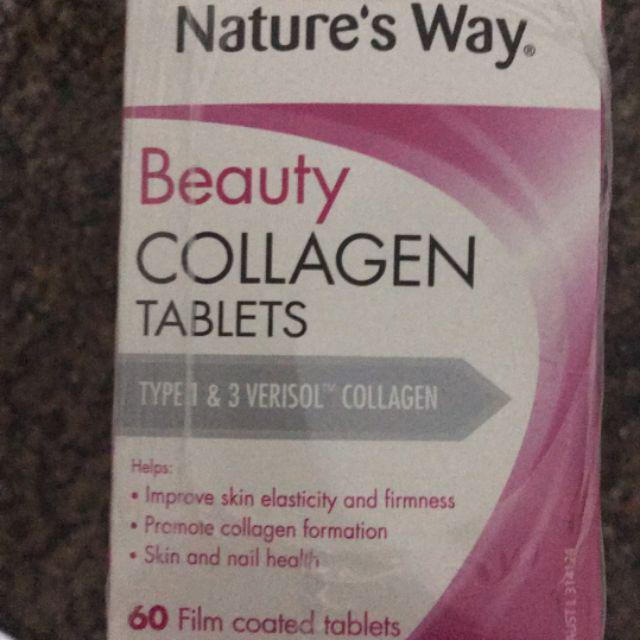 Nature's Way®
Beauty
COLLAGEN
TABLETS
TYPE 1 & 3 VERISOL™ COLLAGEN
Helps:
• Improve skin elasticity and firmness
• Promote collagen formation
• Skin and nail health
60 Film coated tablets